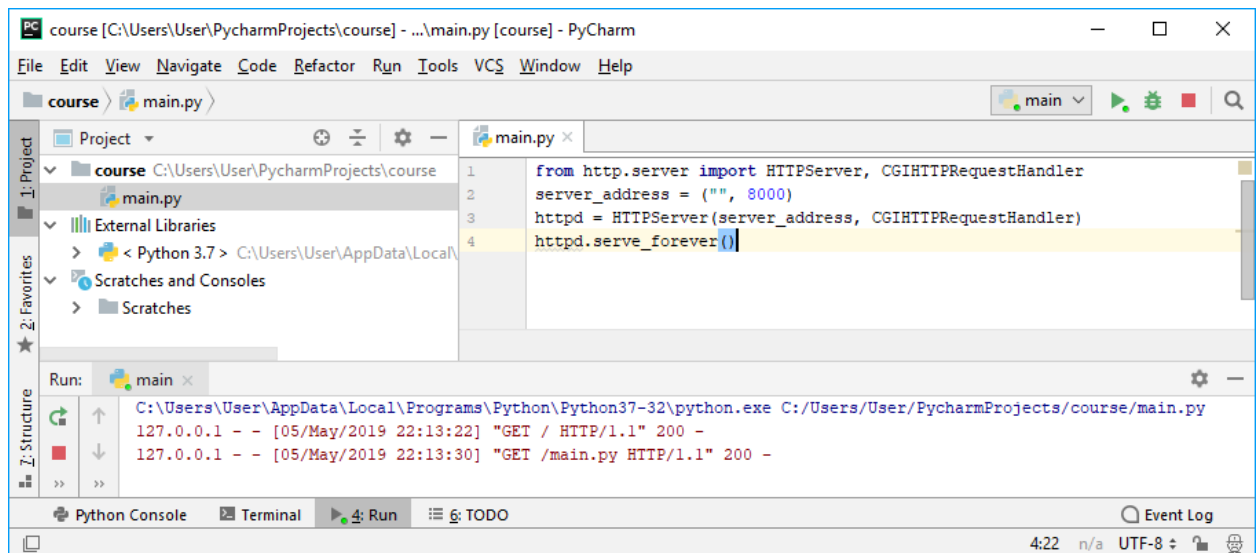 PC course [C:\Users\User\PycharmProjects\course] - ...\main.py [course] - PyCharm
File Edit View Navigate Code Refactor Run Tools VCS Window Help
course main.py main
1: Project
Project
course C:\Users\User\PycharmProjects\course
main.py
External Libraries
< Python 3.7 > C:\Users\User\AppData\Local\
Scratches and Consoles
Scratches
2: Favorites
7: Structure
main.py
1 from http.server import HTTPServer, CGIHTTPRequestHandler
2 server_address = ("", 8000)
3 httpd = HTTPServer(server_address, CGIHTTPRequestHandler)
4 httpd.serve_forever()
Run: main
C:\Users\User\AppData\Local\Programs\Python\Python37-32\python.exe C:/Users/User/PycharmProjects/course/main.py
127.0.0.1 - - [05/May/2019 22:13:22] "GET / HTTP/1.1" 200 -
127.0.0.1 - - [05/May/2019 22:13:30] "GET /main.py HTTP/1.1" 200 -
Python Console Terminal 4: Run 6: TODO Event Log
4:22 n/a UTF-8